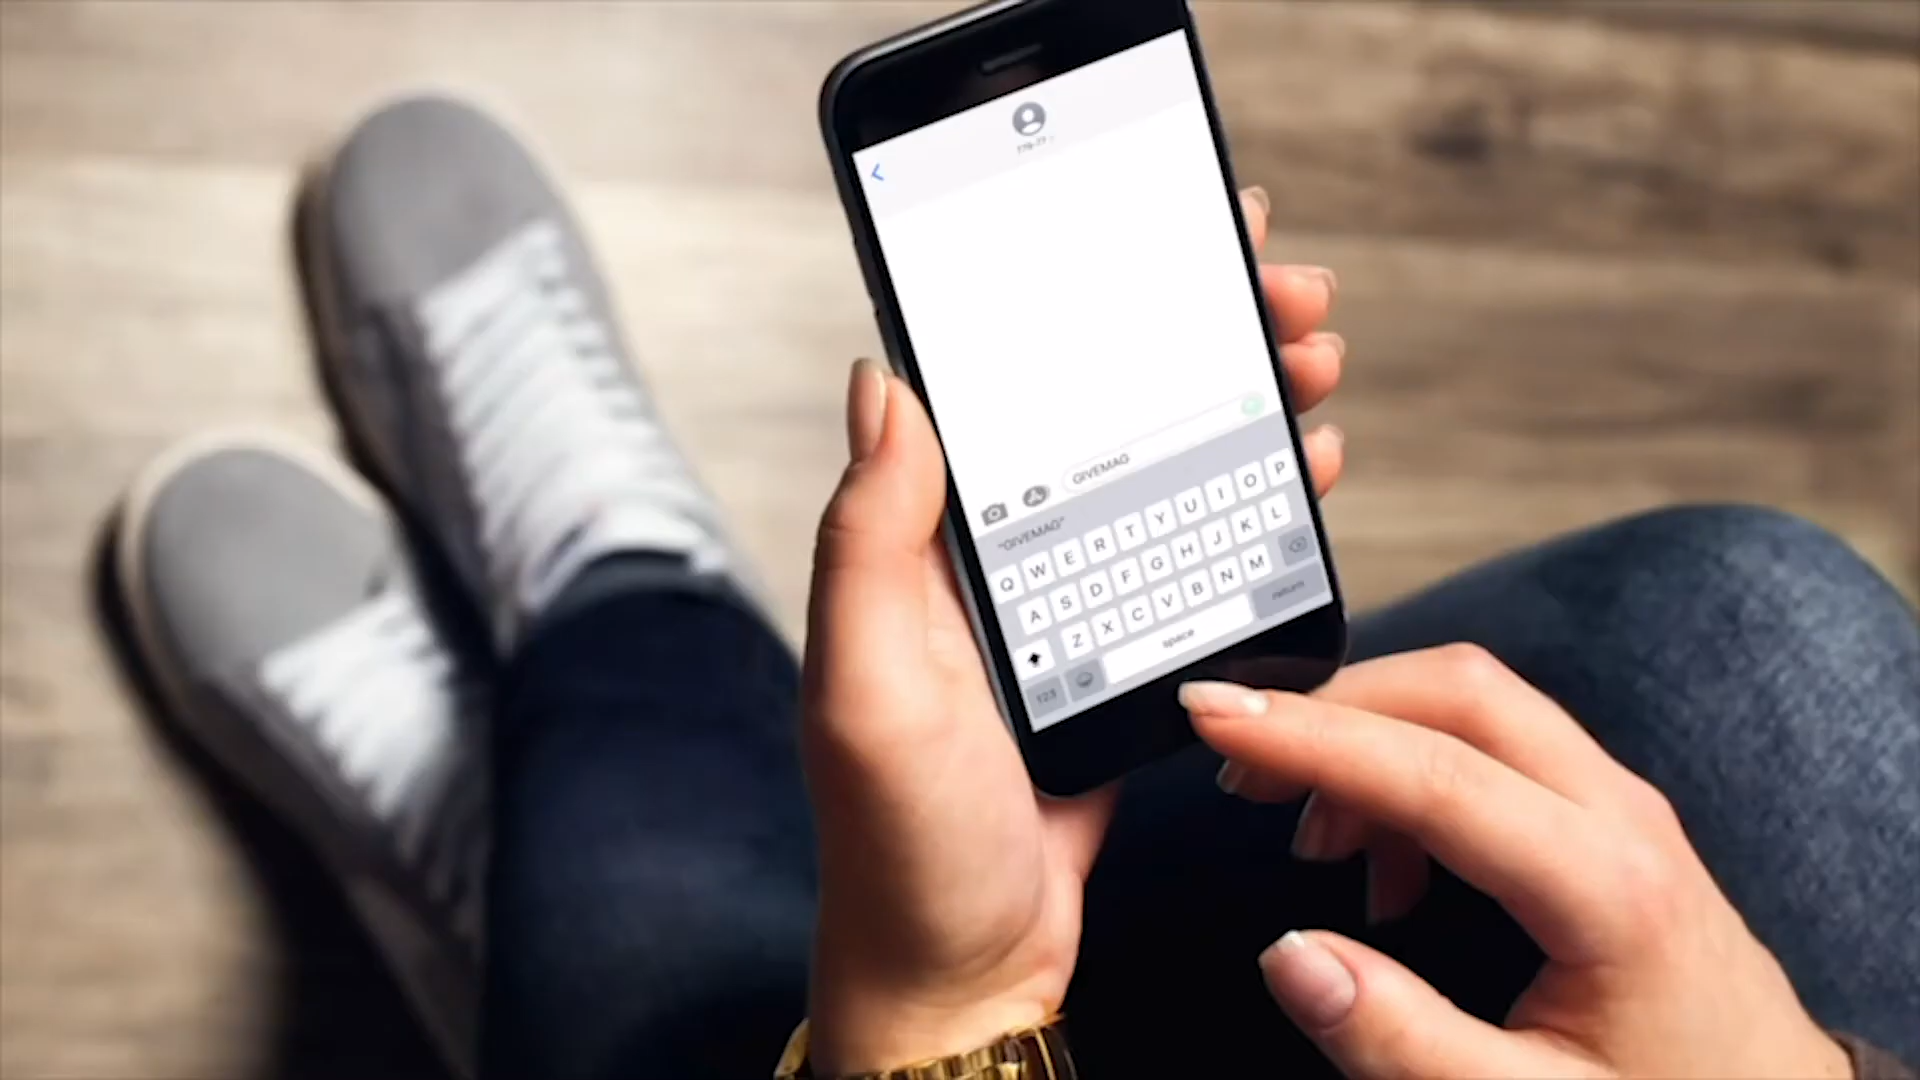 GIVEMAG
"GIVEMAG"
Q W E R T Y U I O P
A S D F G H J K L
Z X C V B N M
123 space return